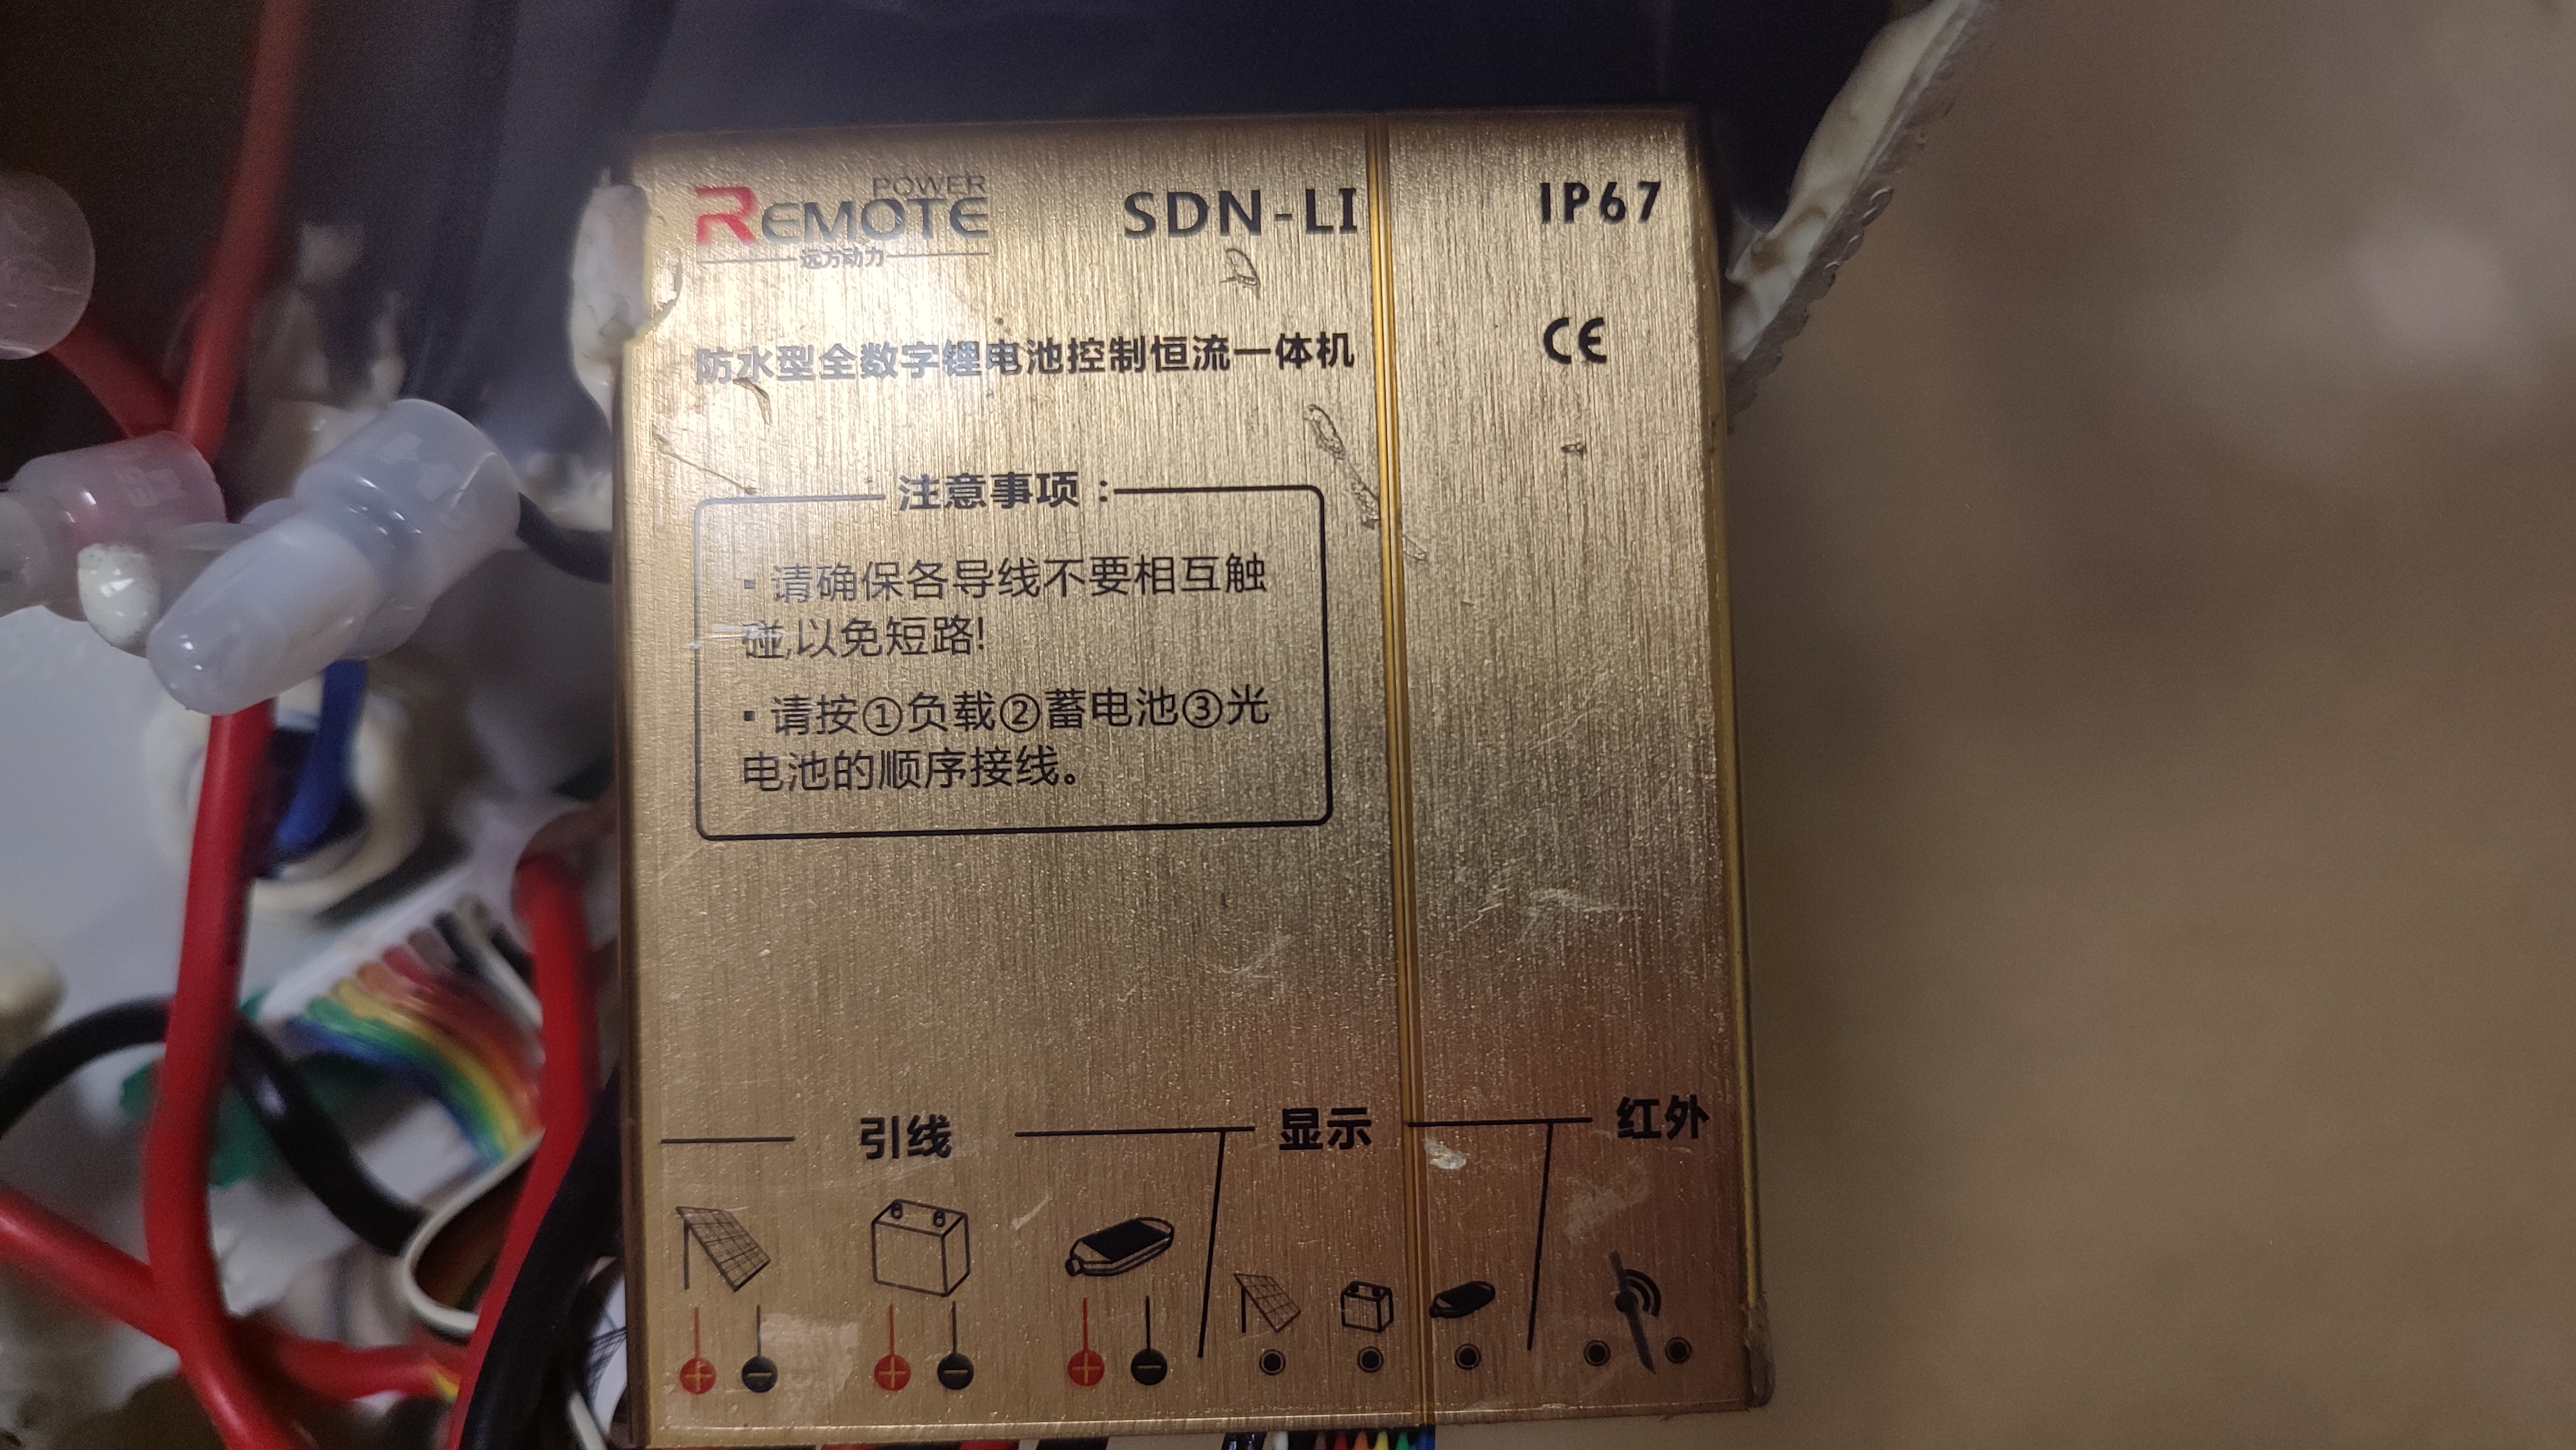 POWER
REMOTE
远方动力
SDN-LI
IP67
防水型全数字锂电池控制恒流一体机
CE
注意事项：
▪ 请确保各导线不要相互触
碰,以免短路!
▪ 请按①负载②蓄电池③光
电池的顺序接线。
引线
显示
红外
+ − + − + −